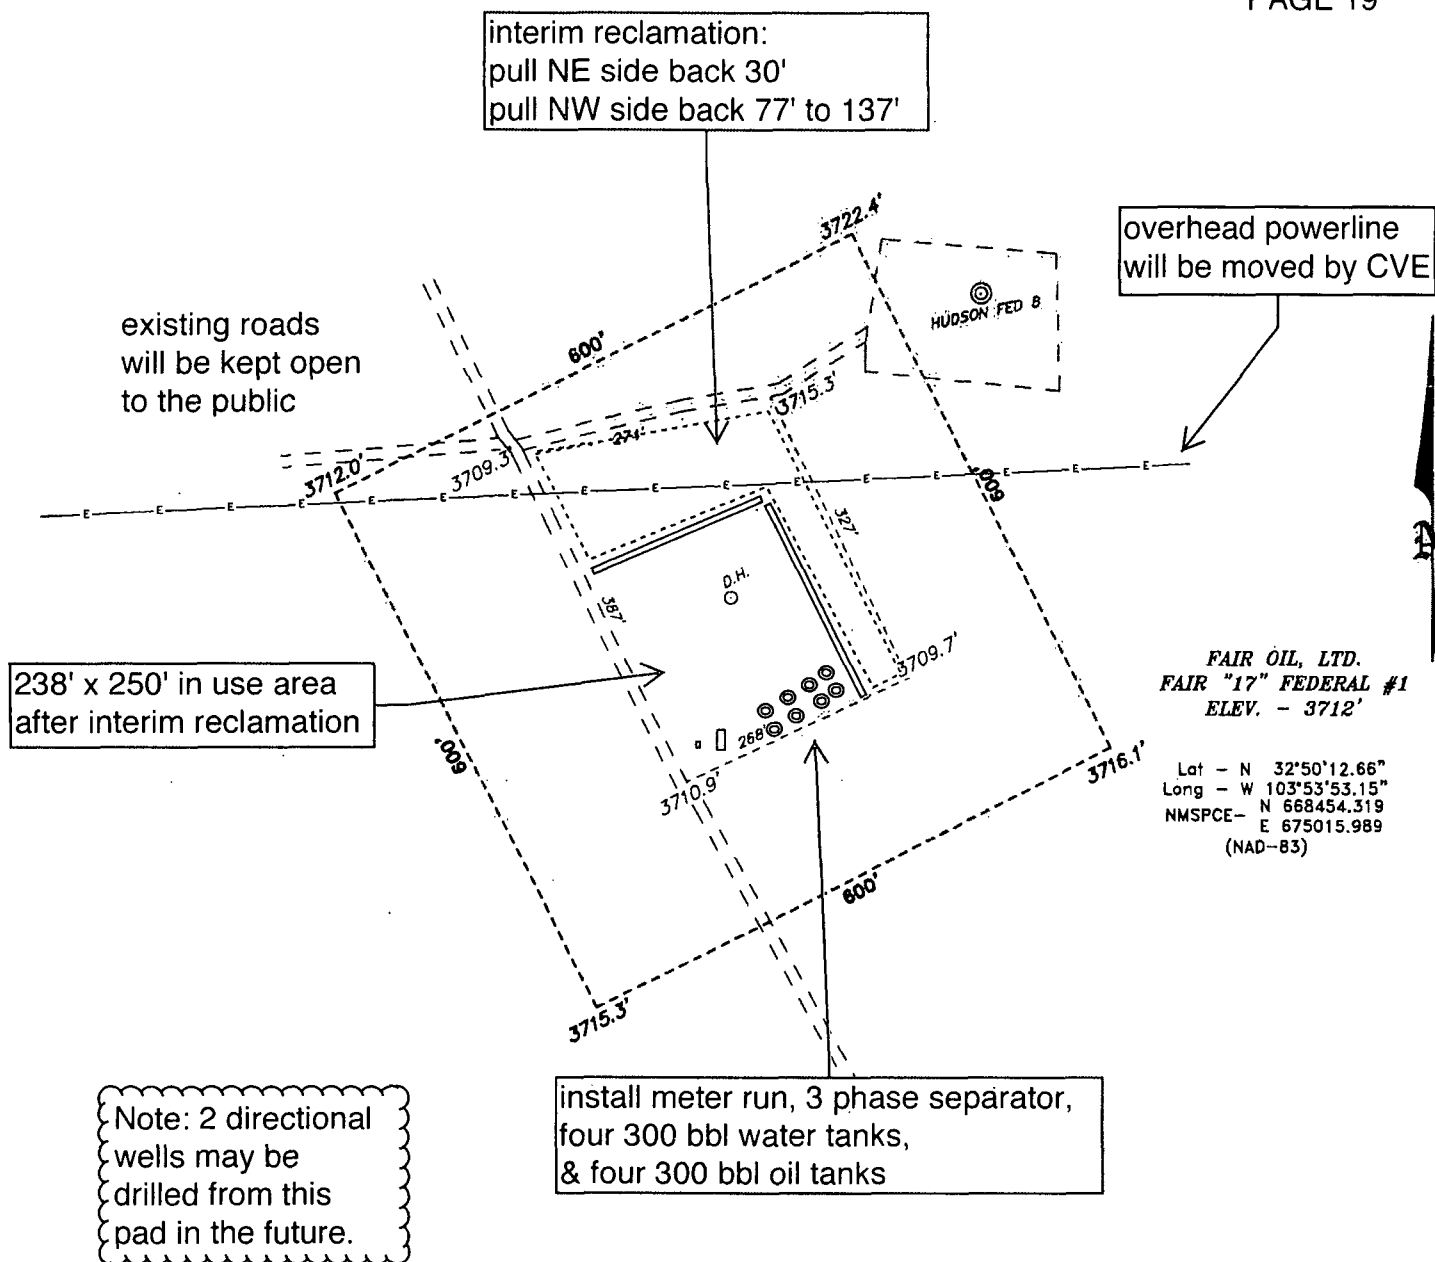 PAGE 19
interim reclamation:
pull NE side back 30'
pull NW side back 77' to 137'
overhead powerline
will be moved by CVE
existing roads
will be kept open
to the public
3722.4'
HUDSON FED 8
600'
3715.3'
271'
3709.3'
3712.0'
E E E E E E E E E E E E E E E E
600'
327'
D.H.
387'
3709.7'
238' x 250' in use area
after interim reclamation
FAIR OIL, LTD.
FAIR "17" FEDERAL #1
ELEV. - 3712'
268'
600'
3710.9'
3716.1'
Lat - N 32°50'12.66"
Long - W 103°53'53.15"
NMSPCE- N 668454.319
E 675015.989
(NAD-83)
600'
3715.3'
install meter run, 3 phase separator,
four 300 bbl water tanks,
& four 300 bbl oil tanks
Note: 2 directional
wells may be
drilled from this
pad in the future.